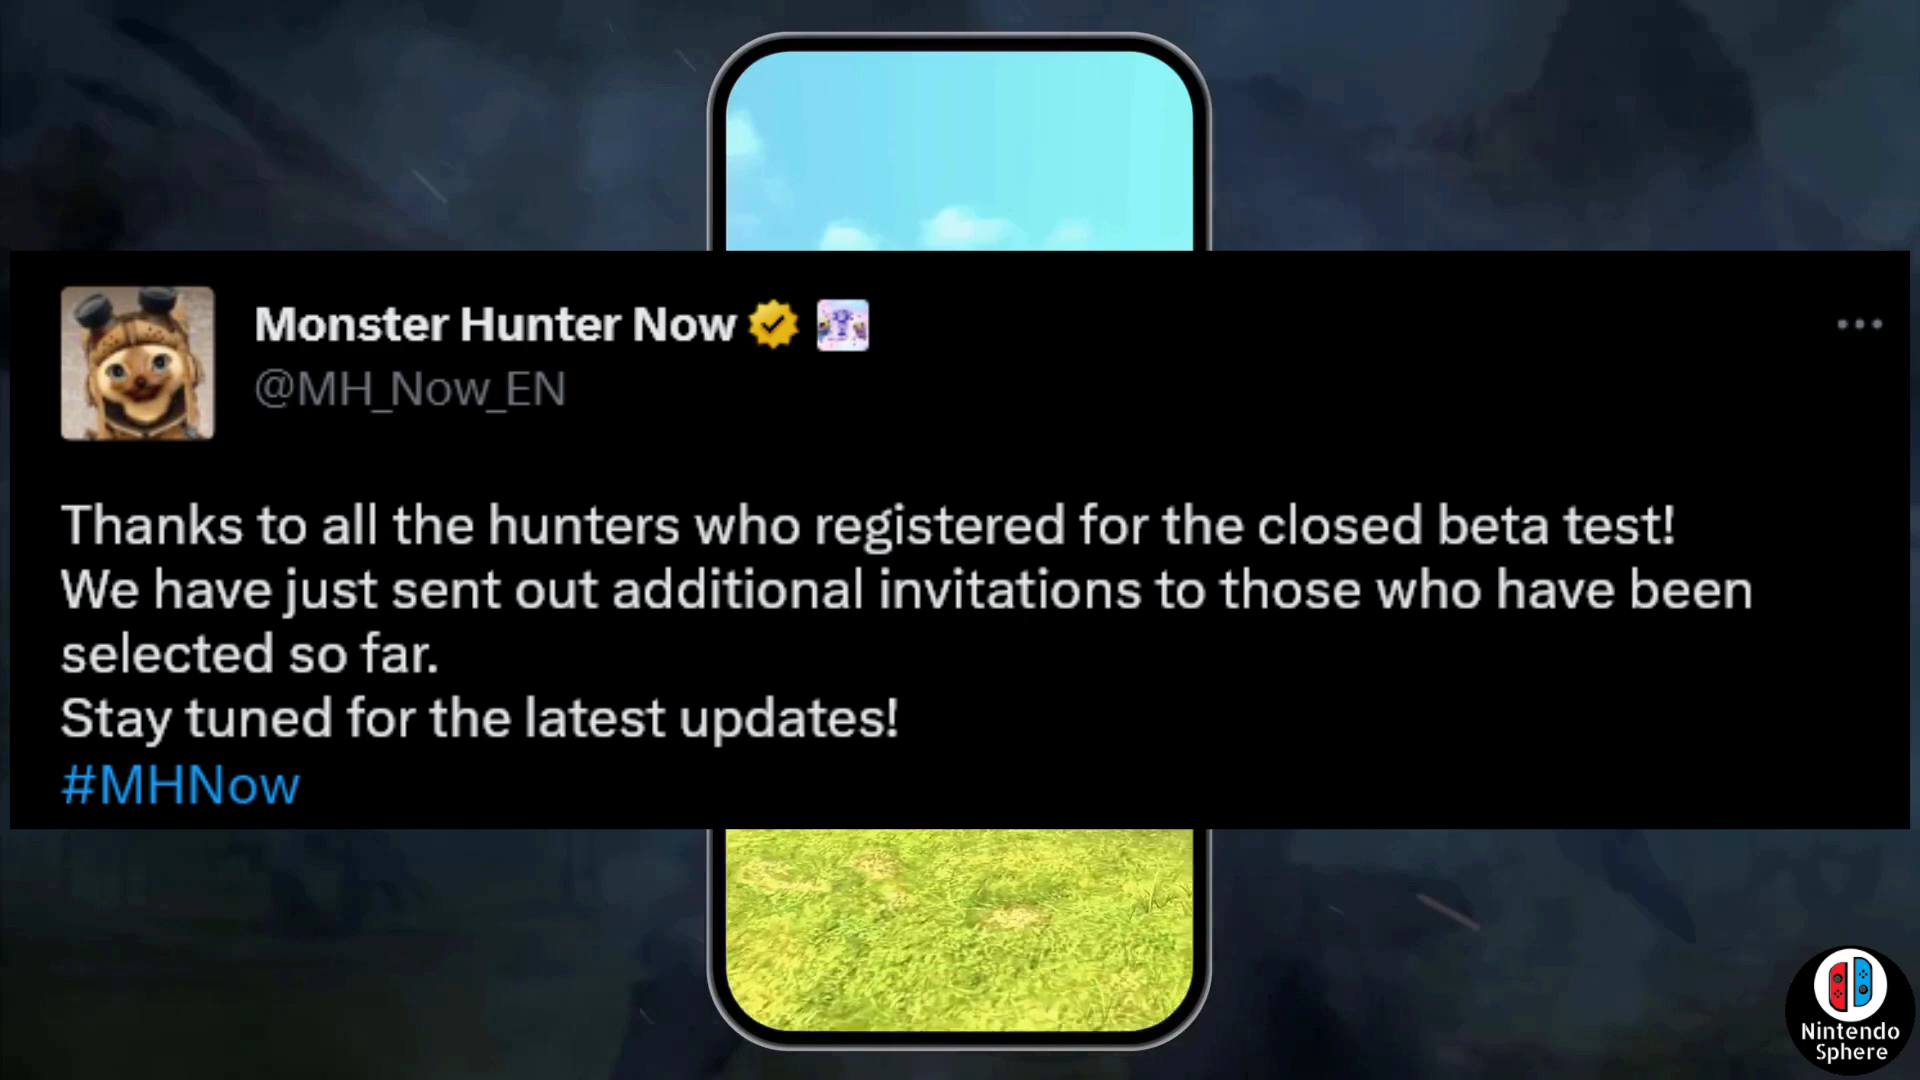 Monster Hunter Now
@MH_Now_EN
Thanks to all the hunters who registered for the closed beta test!
We have just sent out additional invitations to those who have been
selected so far.
Stay tuned for the latest updates!
#MHNow
Nintendo
Sphere